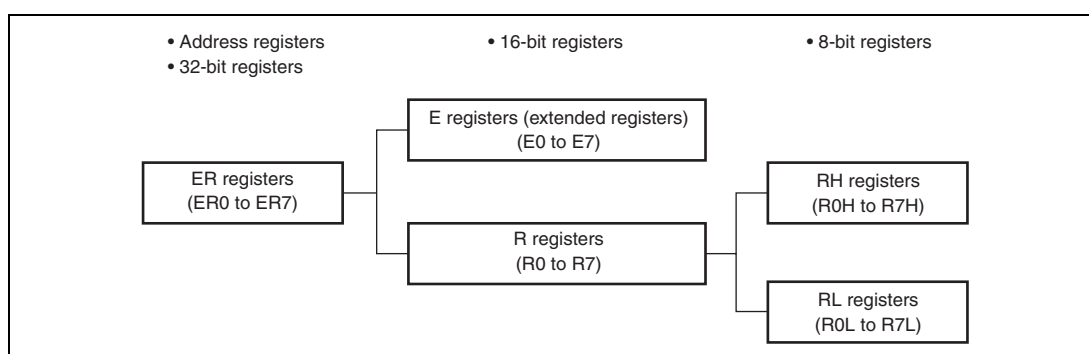 • Address registers
• 32-bit registers
• 16-bit registers
• 8-bit registers
E registers (extended registers)
(E0 to E7)
ER registers
(ER0 to ER7)
RH registers
(R0H to R7H)
R registers
(R0 to R7)
RL registers
(R0L to R7L)